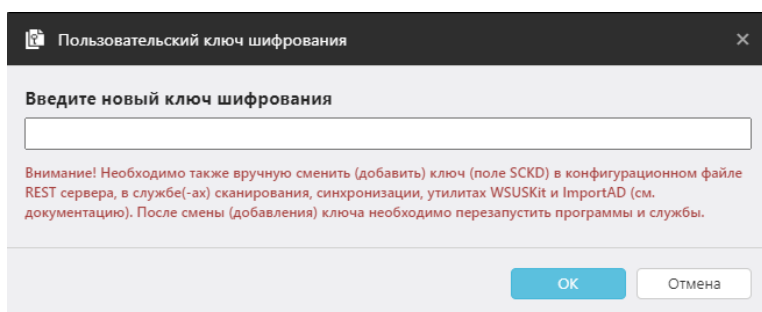 Пользовательский ключ шифрования
Введите новый ключ шифрования
Внимание! Необходимо также вручную сменить (добавить) ключ (поле SCKD) в конфигурационном файле
REST сервера, в службе(-ах) сканирования, синхронизации, утилитах WSUSKit и ImportAD (см.
документацию). После смены (добавления) ключа необходимо перезапустить программы и службы.
ОК
Отмена